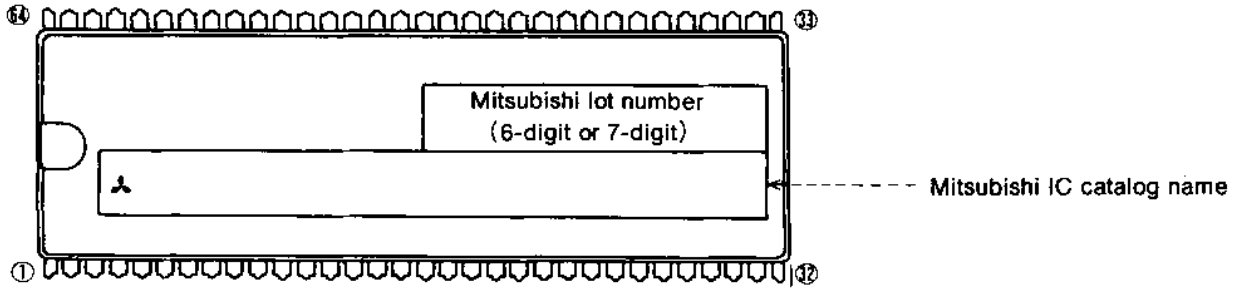 64 33
Mitsubishi lot number
(6-digit or 7-digit)
Mitsubishi IC catalog name
1 32